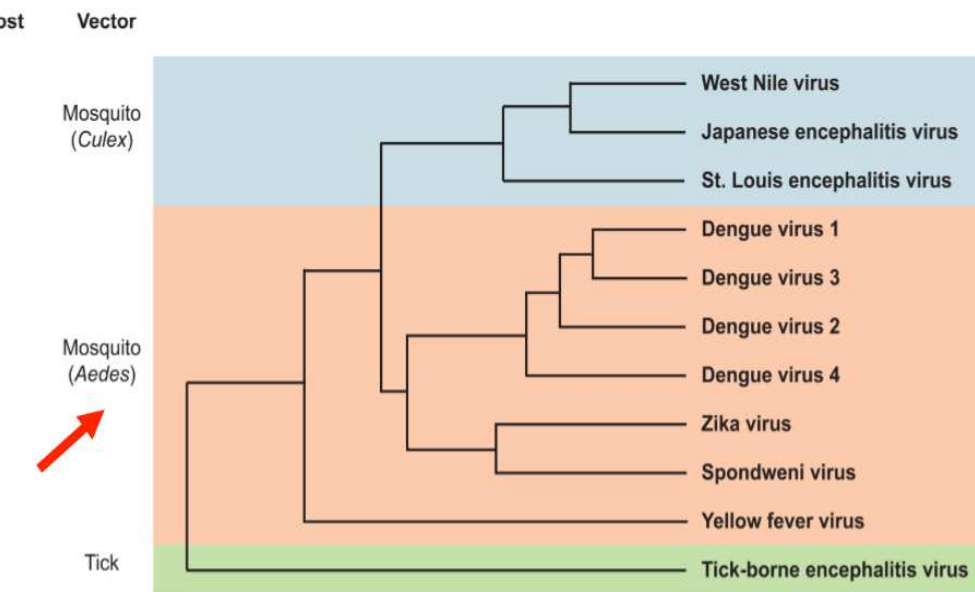 ost Vector
Mosquito
(Culex)
West Nile virus
Japanese encephalitis virus
St. Louis encephalitis virus
Mosquito
(Aedes)
Dengue virus 1
Dengue virus 3
Dengue virus 2
Dengue virus 4
Zika virus
Spondweni virus
Yellow fever virus
Tick
Tick-borne encephalitis virus